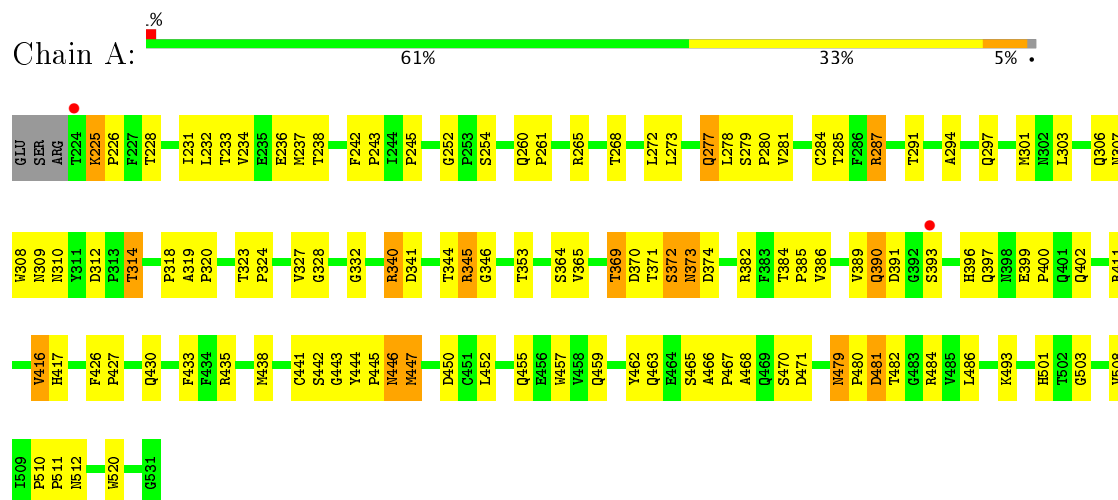 .%
Chain A:
61% 33% 5% •
GLU SER ARG T224 K225 P226 F227 T228 I231 L232 T233 V234 E235 E236 M237 T238 F242 P243 I244 P245 G252 P253 S254 Q260 P261 R265 T268 L272 L273 Q277 L278 S279 P280 V281 C284 T285 F286 R287 T291 A294 Q297 M301 N302 L303 Q306
W308 N309 N310 Y311 D312 P313 T314 P318 A319 P320 T323 P324 V327 G328 G332 R340 D341 T344 R345 G346 T353 S364 V365 T369 D370 T371 S372 N373 D374 R382 F383 T384 P385 V386 V389 Q390 D391 G392 S393 H396 Q397 N398 E399 P400 Q401 Q402
V416 H417 F426 P427 Q430 F433 F434 R435 M438 C441 S442 G443 Y444 P445 N446 M447 D450 C451 L452 Q455 E456 W457 V458 Q459 Y462 Q463 E464 S465 A466 P467 A468 Q469 S470 D471 N479 P480 D481 T482 G483 R484 V485 L486 K493 H501 T502 G503
I509 P510 P511 N512 W520 G531